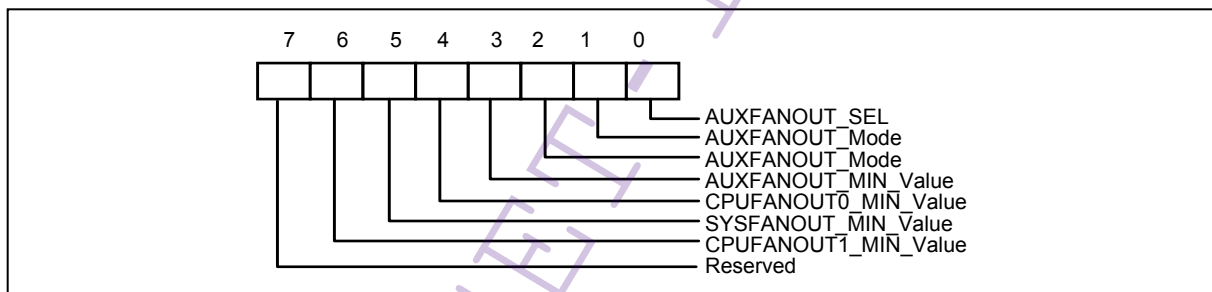 7 6 5 4 3 2 1 0
AUXFANOUT_SEL
AUXFANOUT_Mode
AUXFANOUT_Mode
AUXFANOUT_MIN_Value
CPUFANOUT0_MIN_Value
SYSFANOUT_MIN_Value
CPUFANOUT1_MIN_Value
Reserved